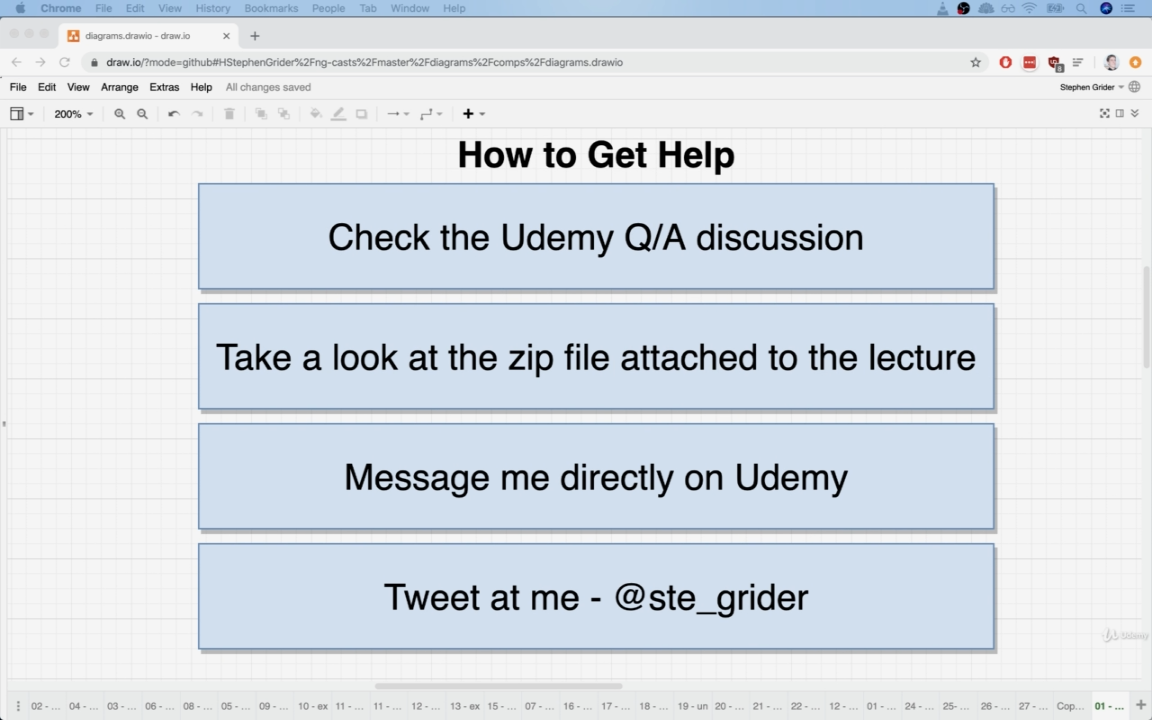 Chrome File Edit View History Bookmarks People Tab Window Help
diagrams.drawio - draw.io
draw.io/?mode=github#HStephenGrider%2Fng-casts%2Fmaster%2Fdiagrams%2Fcomps%2Fdiagrams.drawio
File Edit View Arrange Extras Help All changes saved
Stephen Grider
200%
How to Get Help
Check the Udemy Q/A discussion
Take a look at the zip file attached to the lecture
Message me directly on Udemy
Tweet at me - @ste_grider
Udemy
02 - ... 04 - ... 03 - ... 06 - ... 08 - ... 05 - ... 09 - ... 10 - ex 11 - ... 11 - ... 12 - ... 13 - ex 15 - ... 07 - ... 16 - ... 17 - ... 18 - ... 19 - un 20 - ... 21 - ... 22 - ... 12 - ... 01 - ... 24 - ... 25- ... 26 - ... 27 - ... Cop... 01 - ...